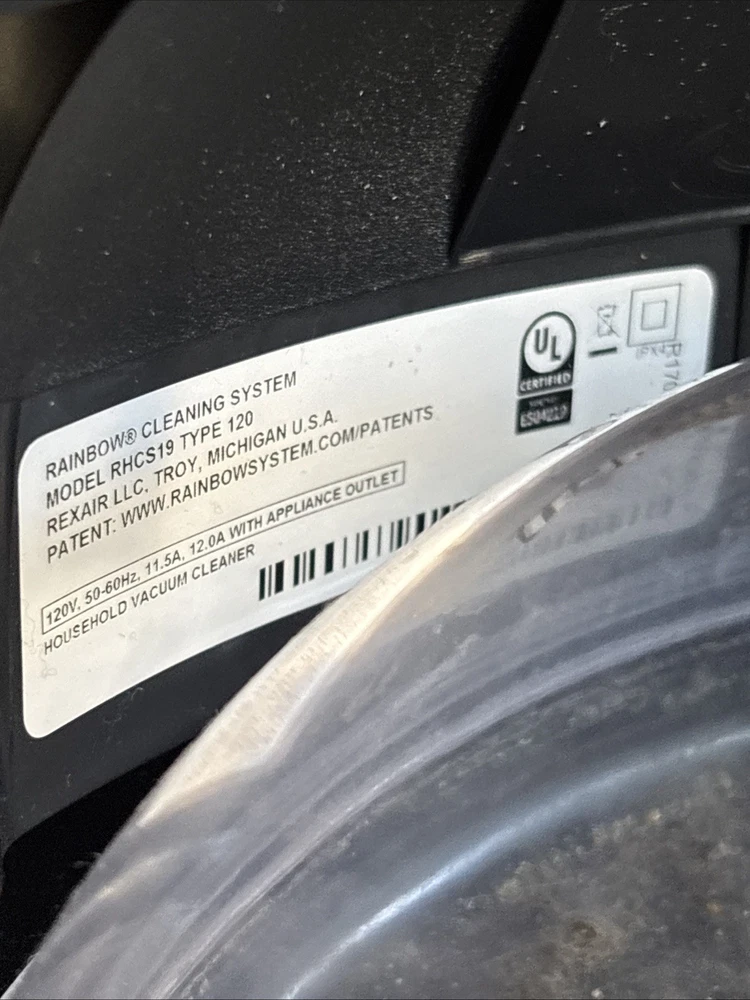 RAINBOW® CLEANING SYSTEM
MODEL RHCS19 TYPE 120
REXAIR LLC, TROY, MICHIGAN U.S.A.
PATENT: WWW.RAINBOWSYSTEM.COM/PATENTS
120V, 50-60Hz, 11.5A, 12.0A WITH APPLIANCE OUTLET
HOUSEHOLD VACUUM CLEANER
UL
CERTIFIED